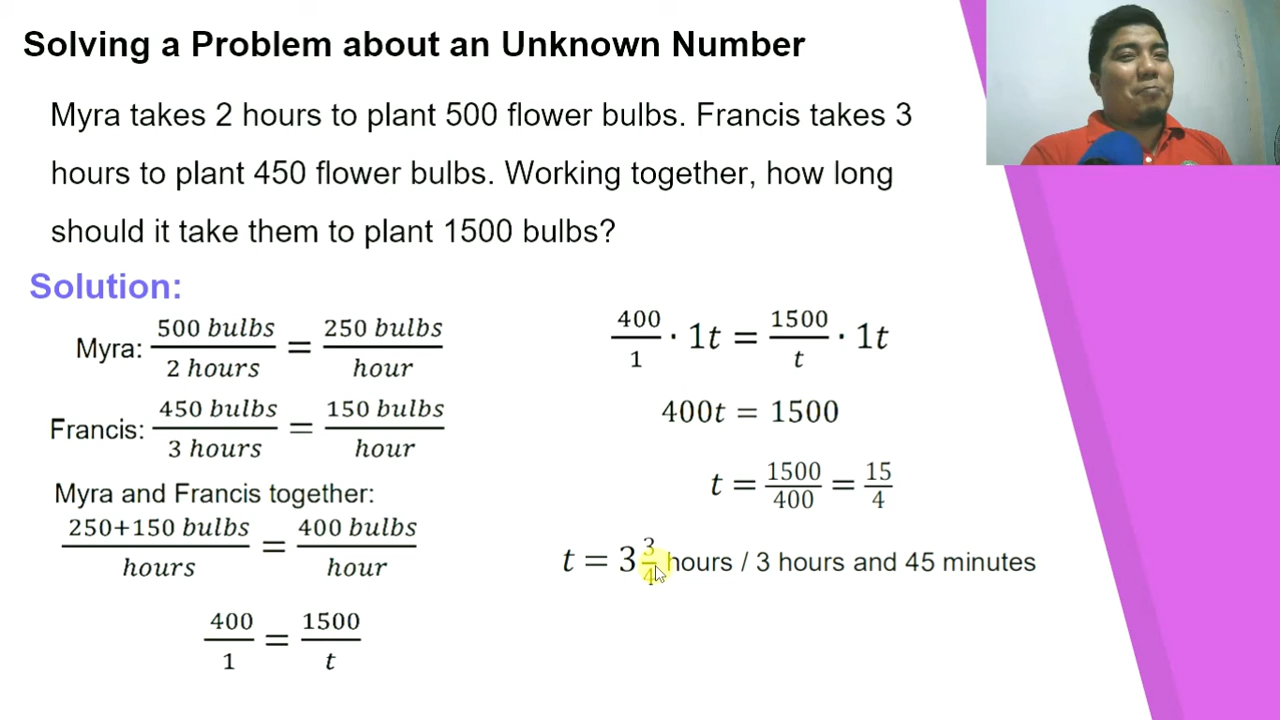 Solving a Problem about an Unknown Number
Myra takes 2 hours to plant 500 flower bulbs. Francis takes 3
hours to plant 450 flower bulbs. Working together, how long
should it take them to plant 1500 bulbs?
Solution:
Myra: 500 bulbs / 2 hours = 250 bulbs / hour
Francis: 450 bulbs / 3 hours = 150 bulbs / hour
Myra and Francis together:
250+150 bulbs / hours = 400 bulbs / hour
400 / 1 = 1500 / t
400 / 1 · 1t = 1500 / t · 1t
400t = 1500
t = 1500 / 400 = 15 / 4
t = 3 3/4 hours / 3 hours and 45 minutes